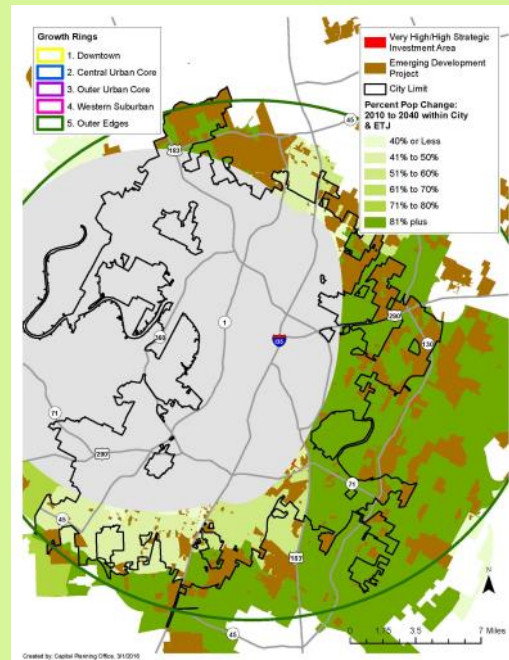 Growth Rings
1. Downtown
2. Central Urban Core
3. Outer Urban Core
4. Western Suburban
5. Outer Edges
Very High/High Strategic
Investment Area
Emerging Development
Project
City Limit
Percent Pop Change:
2010 to 2040 within City
& ETJ
40% or Less
41% to 50%
51% to 60%
61% to 70%
71% to 80%
81% plus
45
183
290
130
360
1
71
290
71
45
183
45
N
0 1.75 3.5 7 Miles
Created by: Capital Planning Office, 3/1/2016